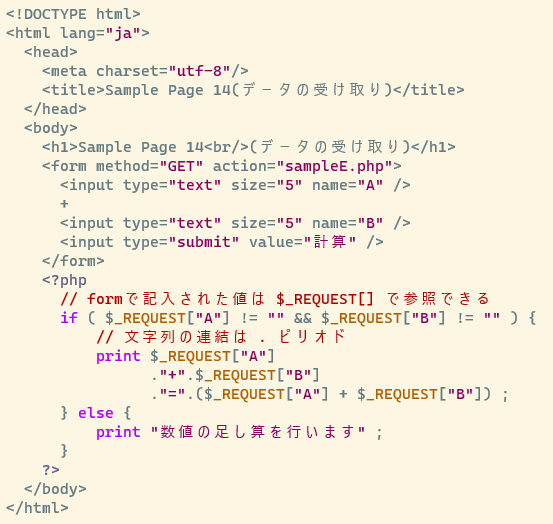 <!DOCTYPE html>
<html lang="ja">
  <head>
    <meta charset="utf-8"/>
    <title>Sample Page 14(データの受け取り)</title>
  </head>
  <body>
    <h1>Sample Page 14<br/>(データの受け取り)</h1>
    <form method="GET" action="sampleE.php">
      <input type="text" size="5" name="A" />
      +
      <input type="text" size="5" name="B" />
      <input type="submit" value="計算" />
    </form>
    <?php
      // formで記入された値は $_REQUEST[] で参照できる
      if ( $_REQUEST["A"] != "" && $_REQUEST["B"] != "" ) {
          // 文字列の連結は . ピリオド
          print $_REQUEST["A"]
                ."+".$_REQUEST["B"]
                ."=".($_REQUEST["A"] + $_REQUEST["B"]) ;
      } else {
          print "数値の足し算を行います" ;
      }
    ?>
  </body>
</html>